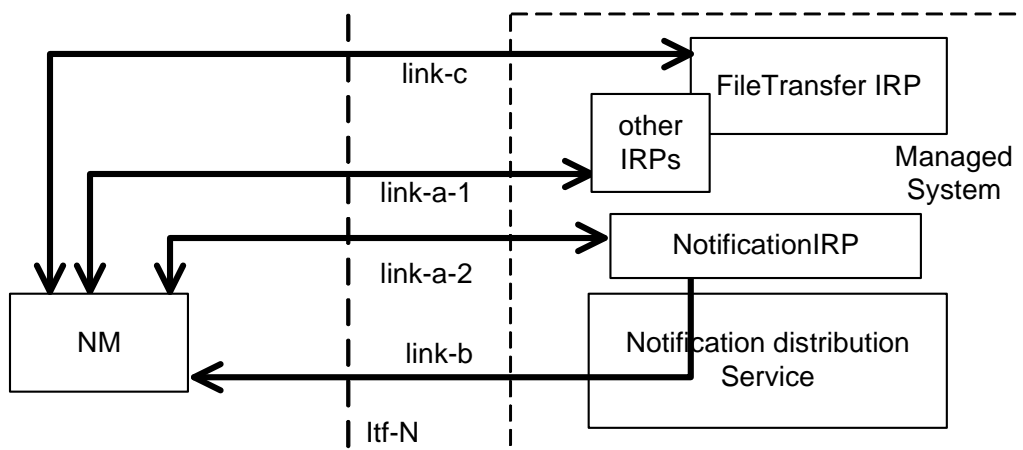 link-c
FileTransfer IRP
other
IRPs
Managed
System
link-a-1
NotificationIRP
link-a-2
NM
link-b
Notification distribution
Service
Itf-N